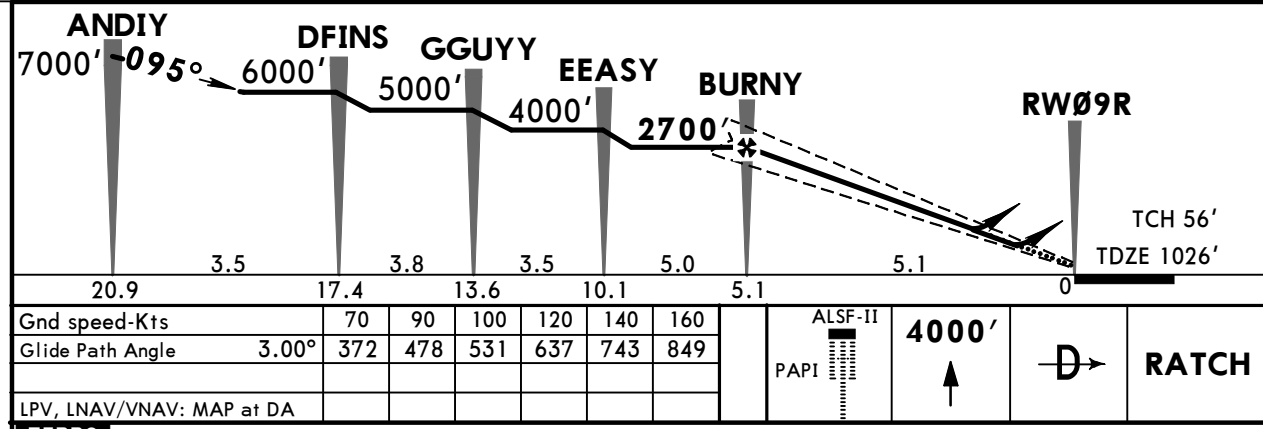 ANDIY
DFINS
GGUYY
EEASY
BURNY
RWØ9R
7000'
095°
6000'
5000'
4000'
2700'
TCH 56'
TDZE 1026'
3.5 3.8 3.5 5.0 5.1
20.9 17.4 13.6 10.1 5.1 0
Gnd speed-Kts 70 90 100 120 140 160
Glide Path Angle 3.00° 372 478 531 637 743 849
LPV, LNAV/VNAV: MAP at DA
ALSF-II
PAPI
4000'
D
RATCH